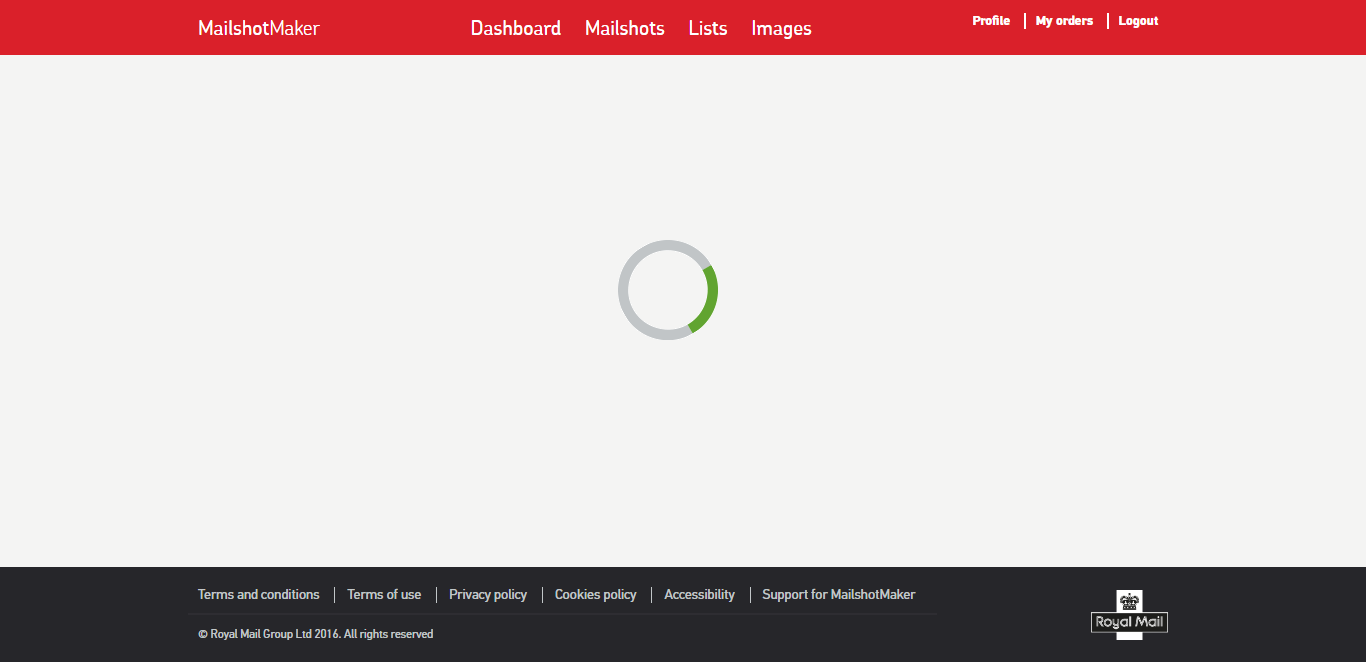 MailshotMaker
Dashboard Mailshots Lists Images
Profile My orders Logout
Terms and conditions Terms of use Privacy policy Cookies policy Accessibility Support for MailshotMaker
© Royal Mail Group Ltd 2016. All rights reserved
Royal Mail